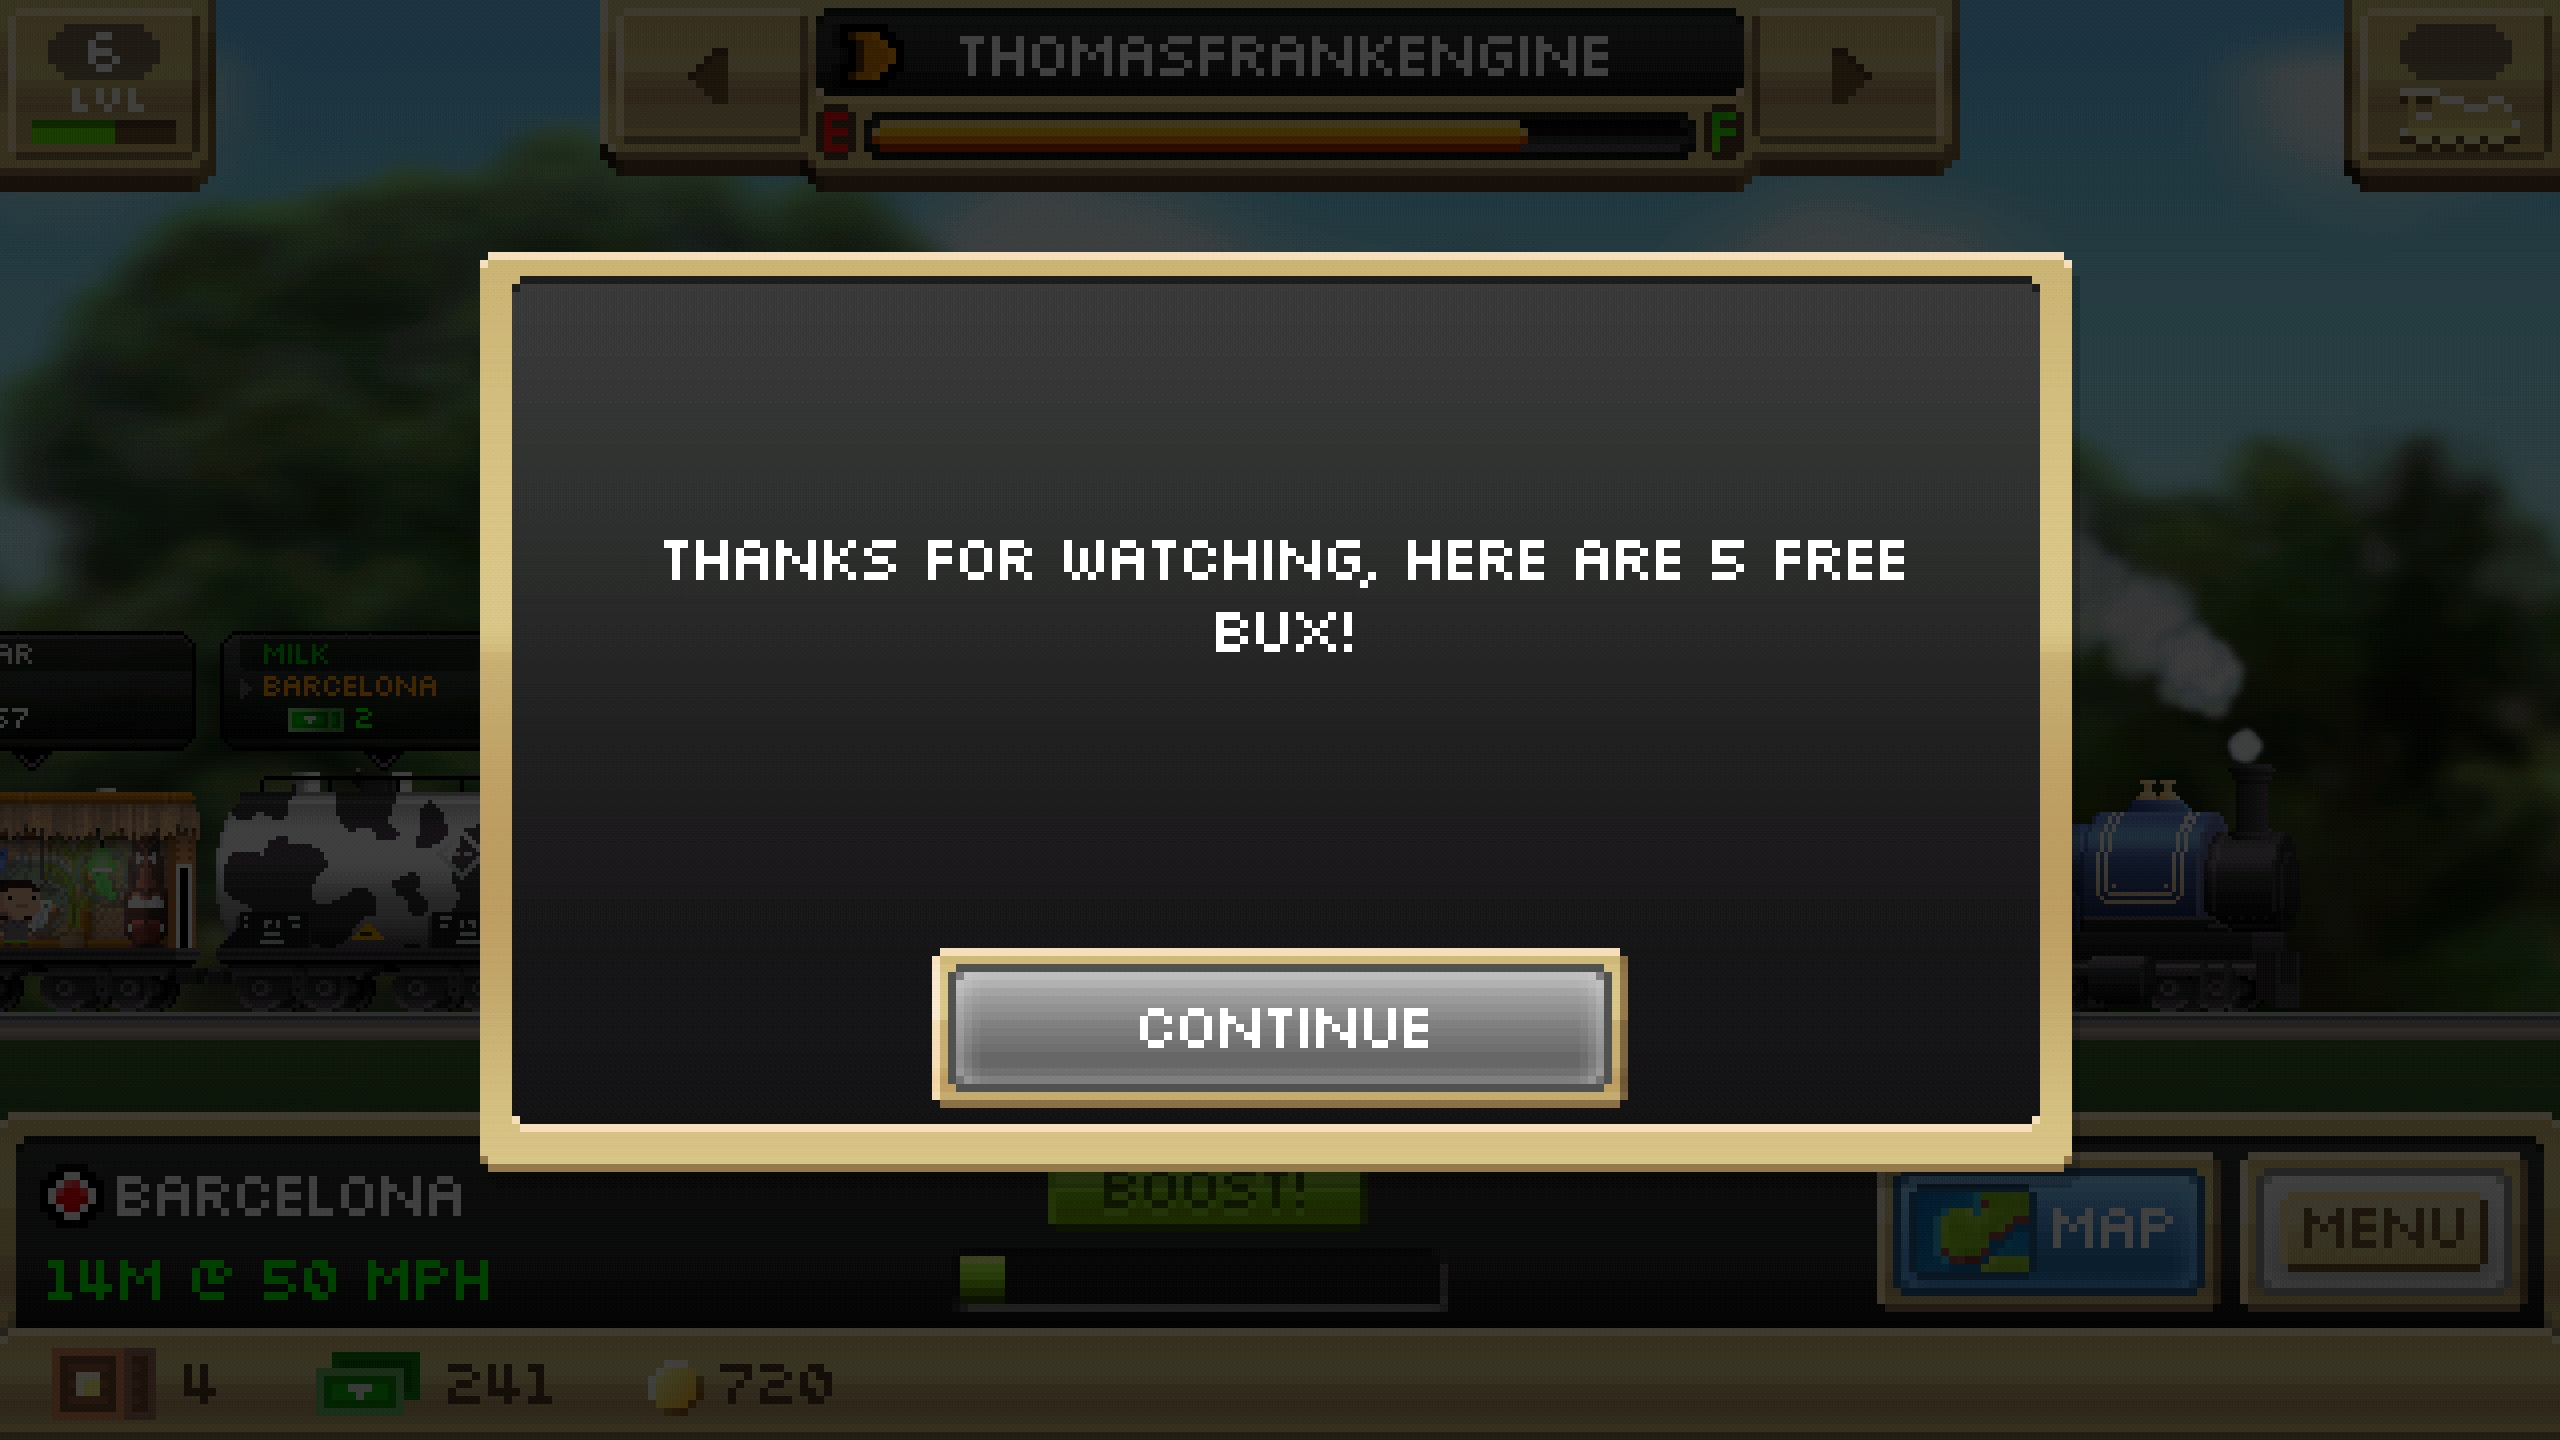 6
LVL
THOMASFRANKENGINE
E
F
THANKS FOR WATCHING, HERE ARE 5 FREE
BUX!
AR
57
MILK
BARCELONA
2
CONTINUE
BARCELONA
14M @ 50 MPH
BOOST!
MAP
MENU
4
241
720